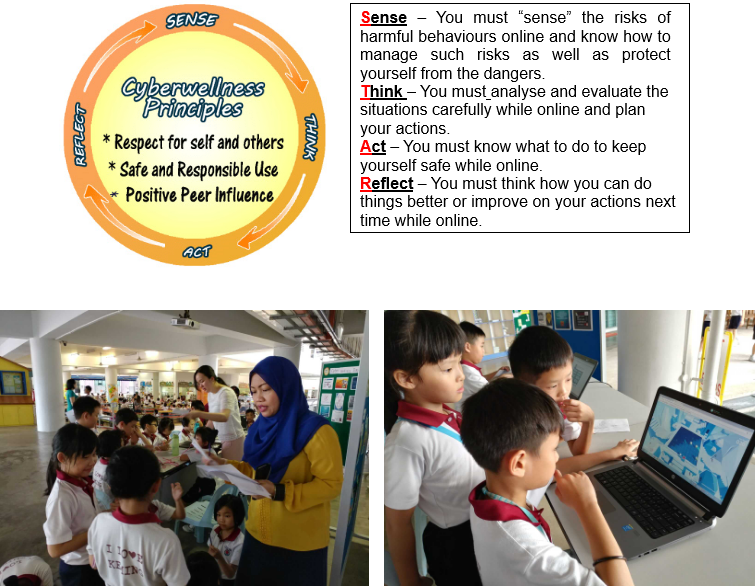 SENSE
Cyberwellness
Principles
* Respect for self and others
* Safe and Responsible Use
* Positive Peer Influence
THINK
ACT
REFLECT
Sense – You must “sense” the risks of
harmful behaviours online and know how to
manage such risks as well as protect
yourself from the dangers.
Think – You must analyse and evaluate the
situations carefully while online and plan
your actions.
Act – You must know what to do to keep
yourself safe while online.
Reflect – You must think how you can do
things better or improve on your actions next
time while online.